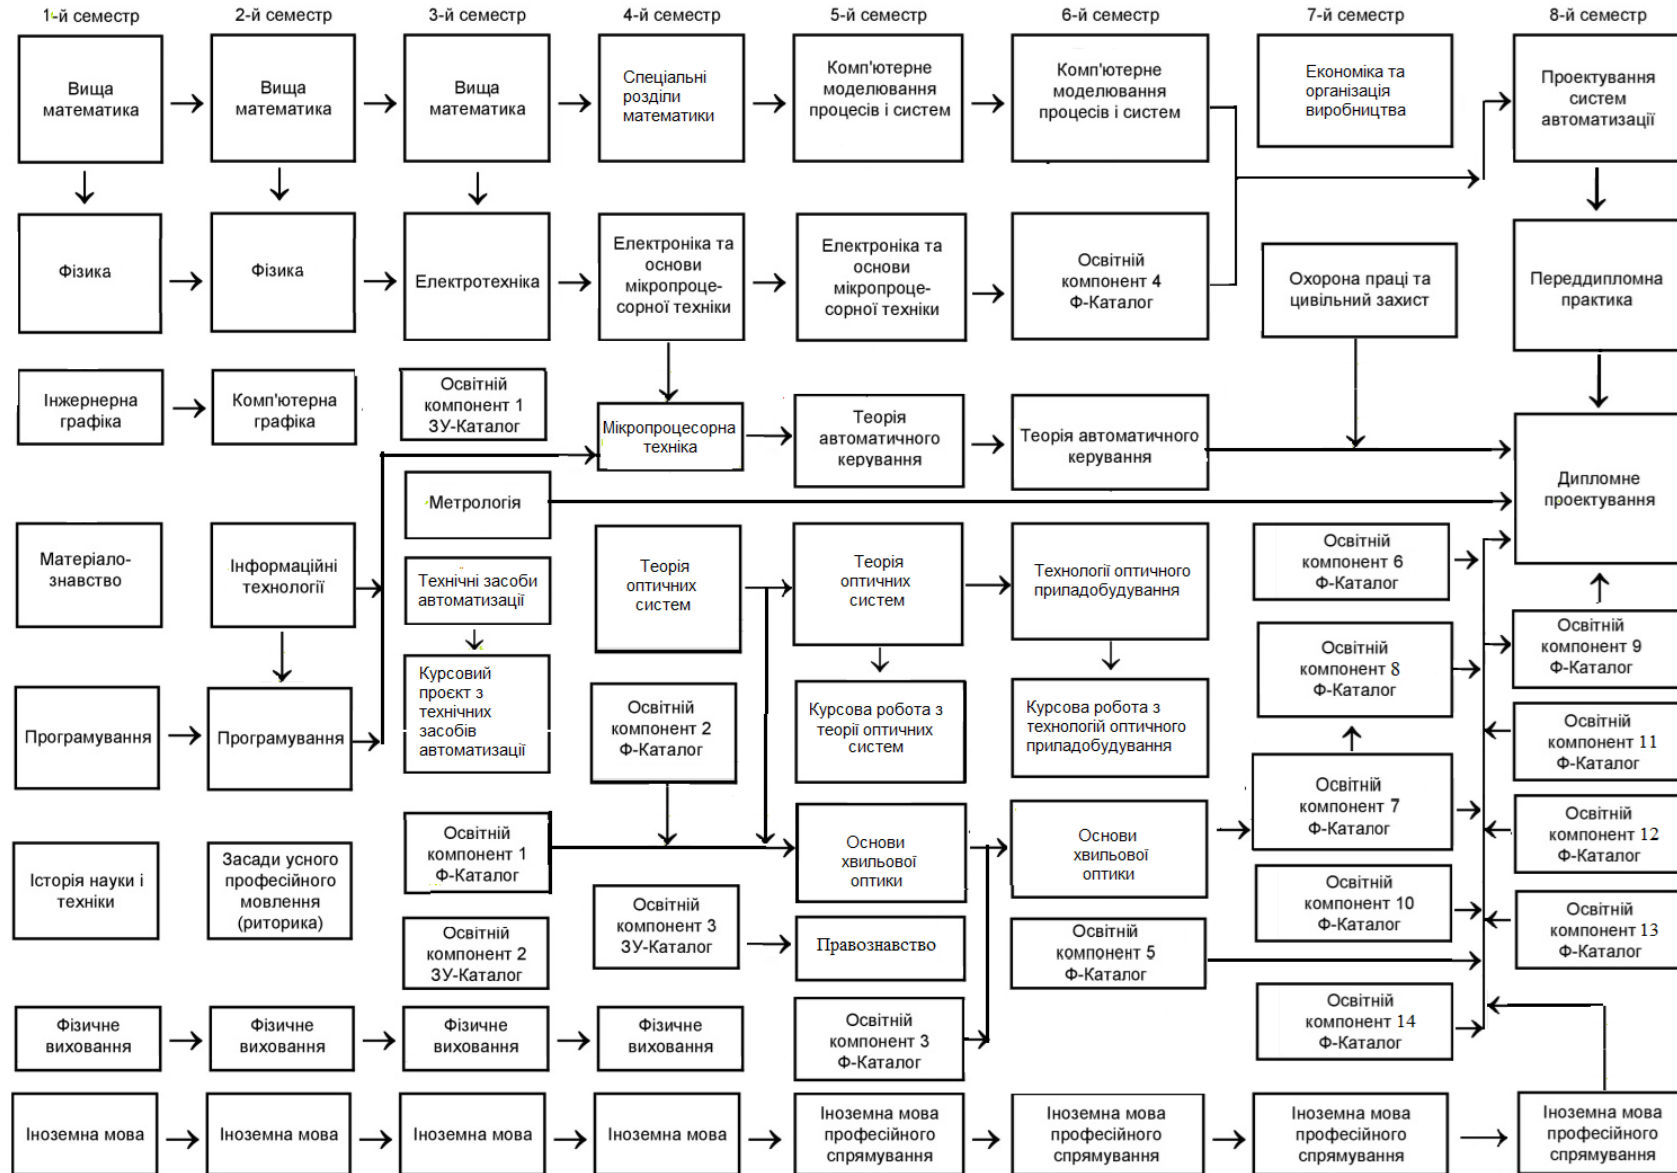 1-й семестр
2-й семестр
3-й семестр
4-й семестр
5-й семестр
6-й семестр
7-й семестр
8-й семестр
Вища
математика
Вища
математика
Вища
математика
Спеціальні
розділи
математики
Комп'ютерне
моделювання
процесів і систем
Комп'ютерне
моделювання
процесів і систем
Економіка та
організація
виробництва
Проектування
систем
автоматизації
Фізика
Фізика
Електротехніка
Електроніка та
основи
мікропроце-
сорної техніки
Електроніка та
основи
мікропроце-
сорної техніки
Освітній
компонент 4
Ф-Каталог
Охорона праці та
цивільний захист
Переддипломна
практика
Інжернерна
графіка
Комп'ютерна
графіка
Освітній
компонент 1
ЗУ-Каталог
Мікропроцесорна
техніка
Теорія
автоматичного
керування
Теорія автоматичного
керування
Дипломне
проектування
Метрологія
Матеріало-
знавство
Інформаційні
технології
Технічні засоби
автоматизації
Теорія
оптичних
систем
Теорія
оптичних
систем
Технології оптичного
приладобудування
Освітній
компонент 6
Ф-Каталог
Освітній
компонент 9
Ф-Каталог
Програмування
Програмування
Курсовий
проєкт з
технічних
засобів
автоматизації
Освітній
компонент 2
Ф-Каталог
Курсова робота з
теорії оптичних
систем
Курсова робота з
технологій оптичного
приладобудування
Освітній
компонент 8
Ф-Каталог
Освітній
компонент 11
Ф-Каталог
Освітній
компонент 7
Ф-Каталог
Освітній
компонент 12
Ф-Каталог
Історія науки і
техніки
Засади усного
професійного
мовлення
(риторика)
Освітній
компонент 1
Ф-Каталог
Основи
хвильової
оптики
Основи
хвильової
оптики
Освітній
компонент 10
Ф-Каталог
Освітній
компонент 13
Ф-Каталог
Освітній
компонент 2
ЗУ-Каталог
Освітній
компонент 3
ЗУ-Каталог
Правознавство
Освітній
компонент 5
Ф-Каталог
Фізичне
виховання
Фізичне
виховання
Фізичне
виховання
Фізичне
виховання
Освітній
компонент 3
Ф-Каталог
Освітній
компонент 14
Ф-Каталог
Іноземна мова
Іноземна мова
Іноземна мова
Іноземна мова
Іноземна мова
професійного
спрямування
Іноземна мова
професійного
спрямування
Іноземна мова
професійного
спрямування
Іноземна мова
професійного
спрямування